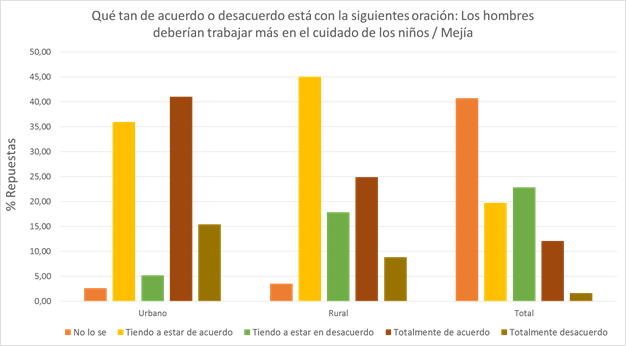 Qué tan de acuerdo o desacuerdo está con la siguientes oración: Los hombres
deberían trabajar más en el cuidado de los niños / Mejía
50,00
45,00
40,00
35,00
30,00
25,00
20,00
15,00
10,00
5,00
0,00
% Repuestas
Urbano Rural Total
No lo se Tiendo a estar de acuerdo Tiendo a estar en desacuerdo Totalmente de acuerdo Totalmente desacuerdo